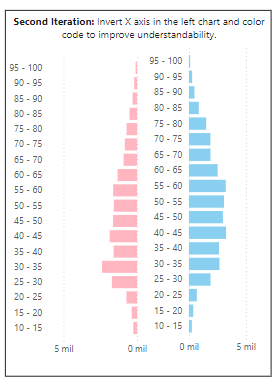 Second Iteration: Invert X axis in the left chart and color
code to improve understandability.
95 - 100
90 - 95
85 - 90
80 - 85
75 - 80
70 - 75
65 - 70
60 - 65
55 - 60
50 - 55
45 - 50
40 - 45
35 - 40
30 - 35
25 - 30
20 - 25
15 - 20
10 - 15
5 mil
0 mil
95 - 100
90 - 95
85 - 90
80 - 85
75 - 80
70 - 75
65 - 70
60 - 65
55 - 60
50 - 55
45 - 50
40 - 45
35 - 40
30 - 35
25 - 30
20 - 25
15 - 20
10 - 15
0 mil
5 mil